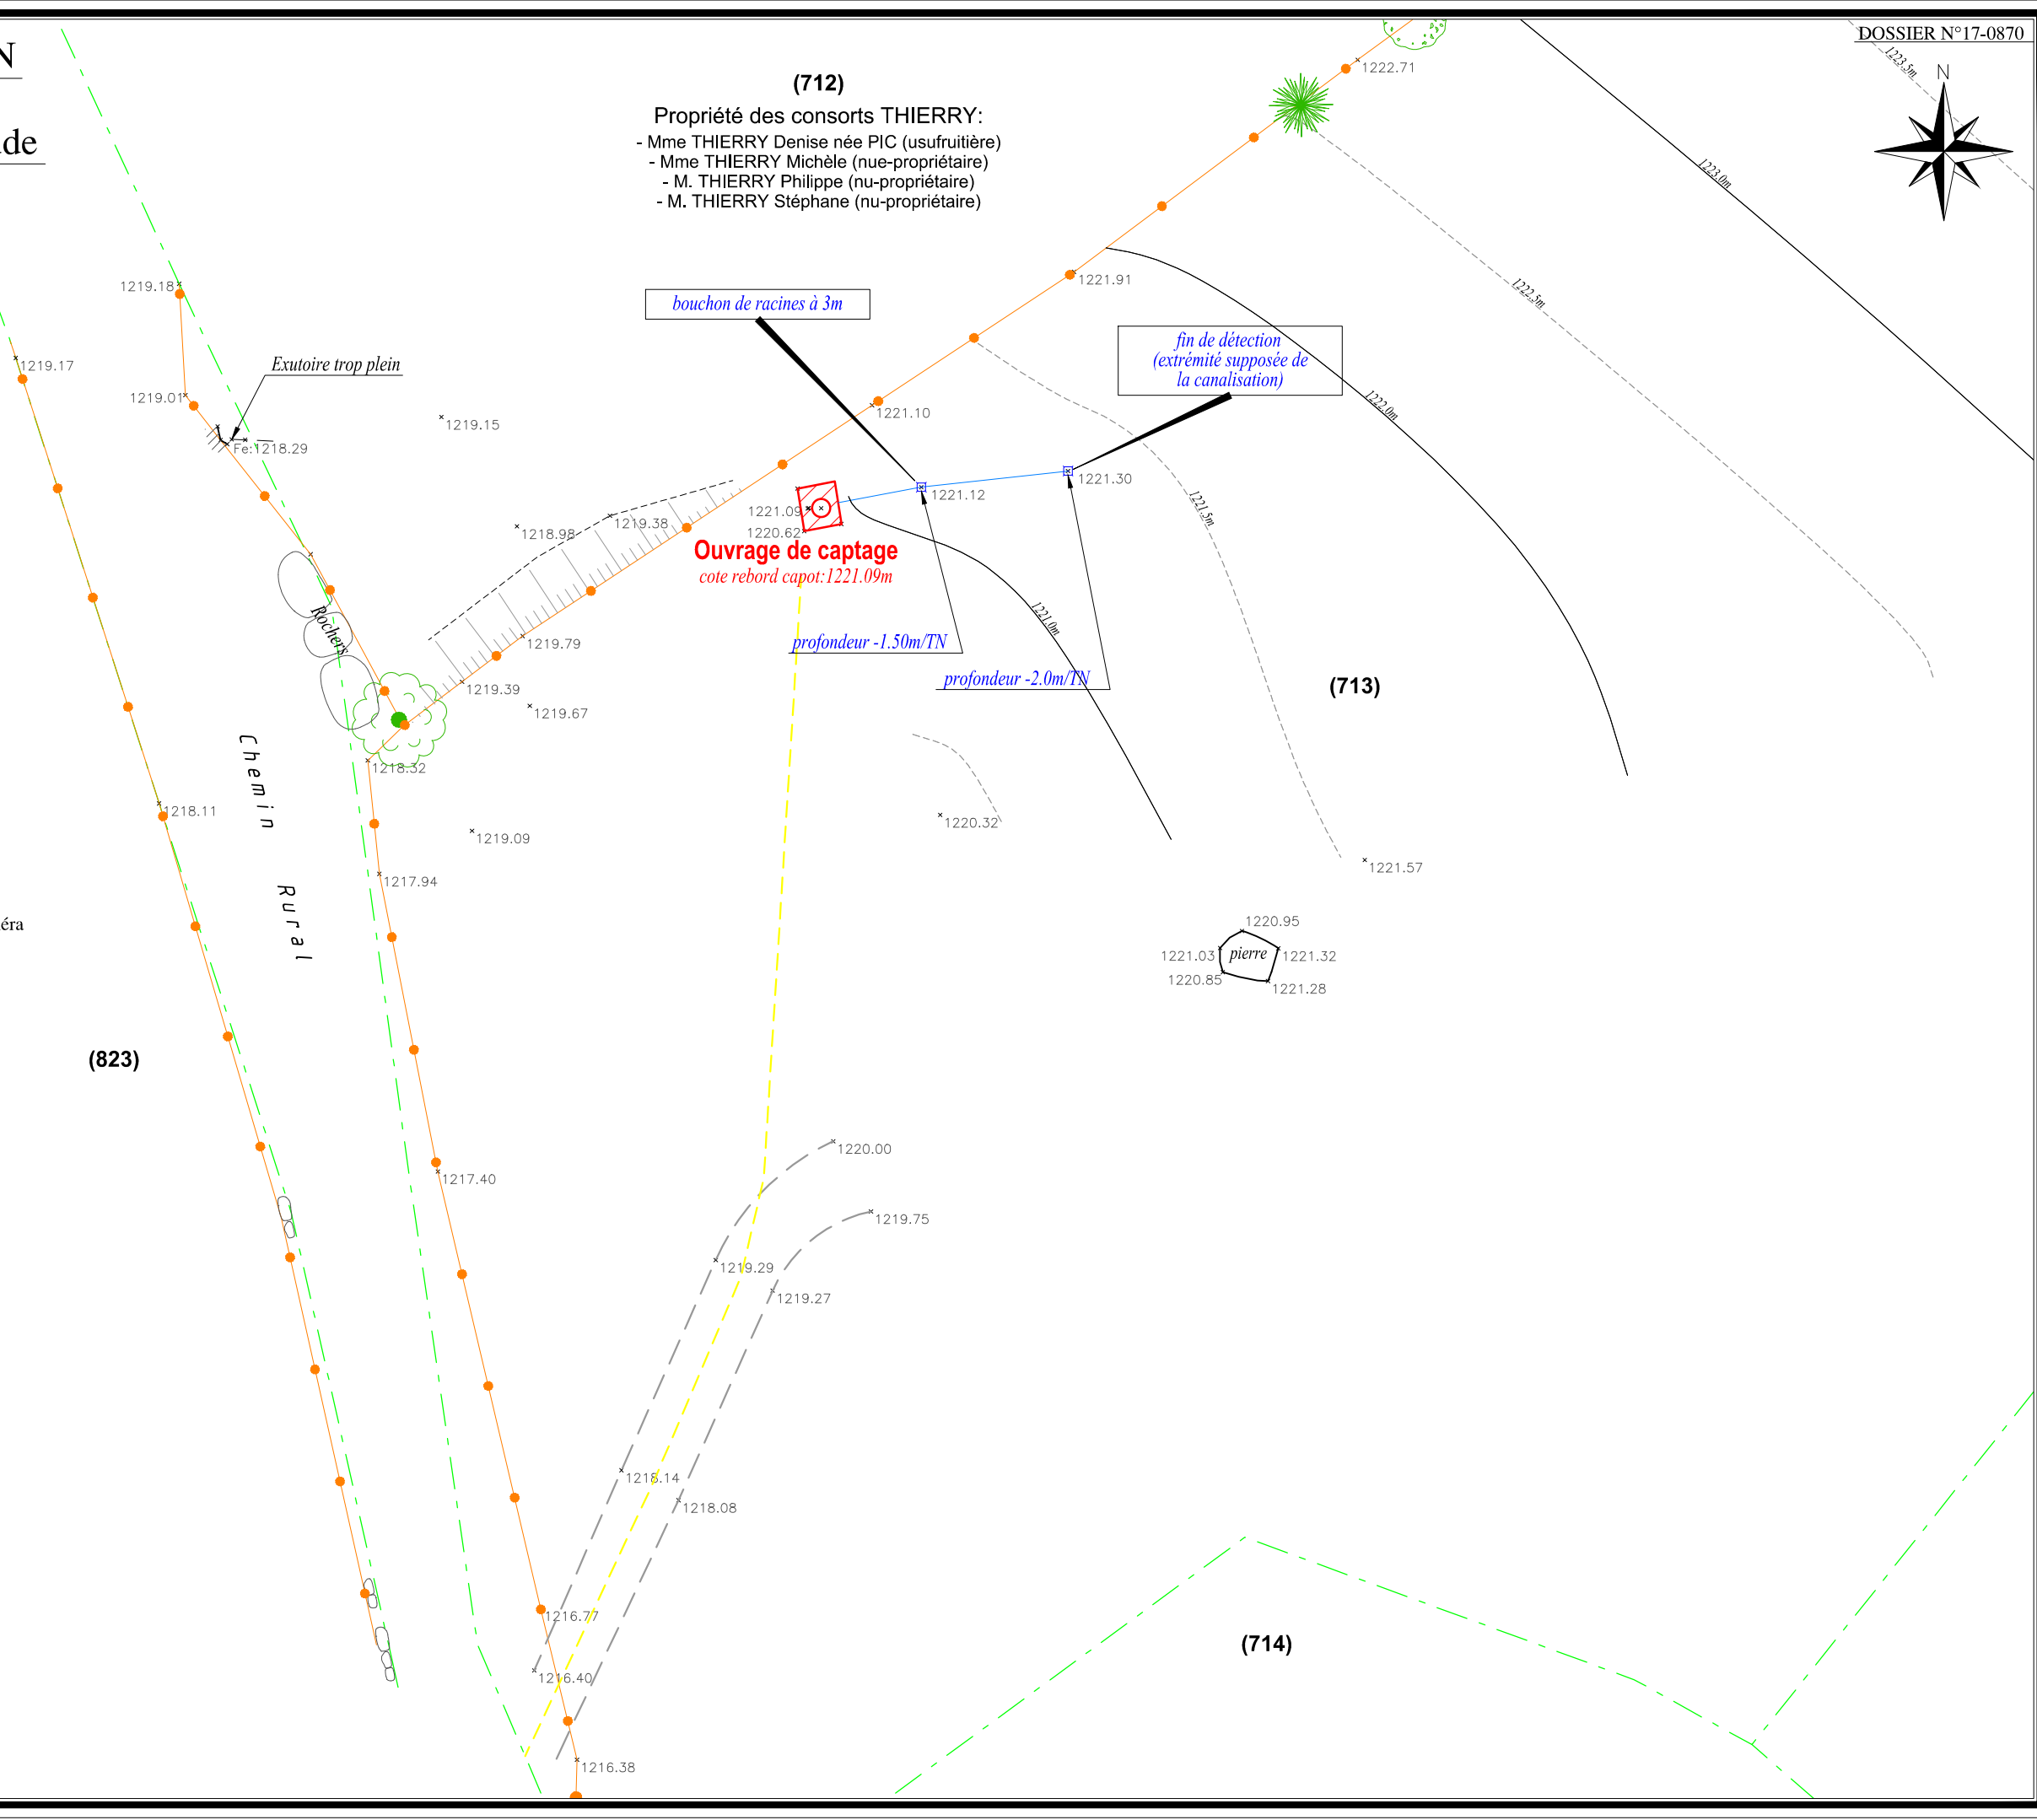 DOSSIER N°17-0870
N
N
de
(712)
Propriété des consorts THIERRY:
- Mme THIERRY Denise née PIC (usufruitière)
- Mme THIERRY Michèle (nue-propriétaire)
- M. THIERRY Philippe (nu-propriétaire)
- M. THIERRY Stéphane (nu-propriétaire)
1222.71
1223.5m
1223.0m
1222.5m
1222.0m
1221.91
1219.18
bouchon de racines à 3m
fin de détection
(extrémité supposée de
la canalisation)
1219.17
Exutoire trop plein
1219.01
1219.15
1221.10
Fe:1218.29
1221.30
1221.12
1221.5m
1221.09
1219.38
1218.98
1220.62
Ouvrage de captage
cote rebord capot:1221.09m
Rochers
1221.0m
1219.79
profondeur -1.50m/TN
profondeur -2.0m/TN
1219.39
(713)
1219.67
1218.32
Chemin Rural
1218.11
1220.32
1219.09
1221.57
1217.94
éra
1220.95
1221.03
pierre
1221.32
1220.85
1221.28
(823)
1220.00
1217.40
1219.75
1219.29
1219.27
1218.14
1218.08
1216.77
(714)
1216.40
1216.38